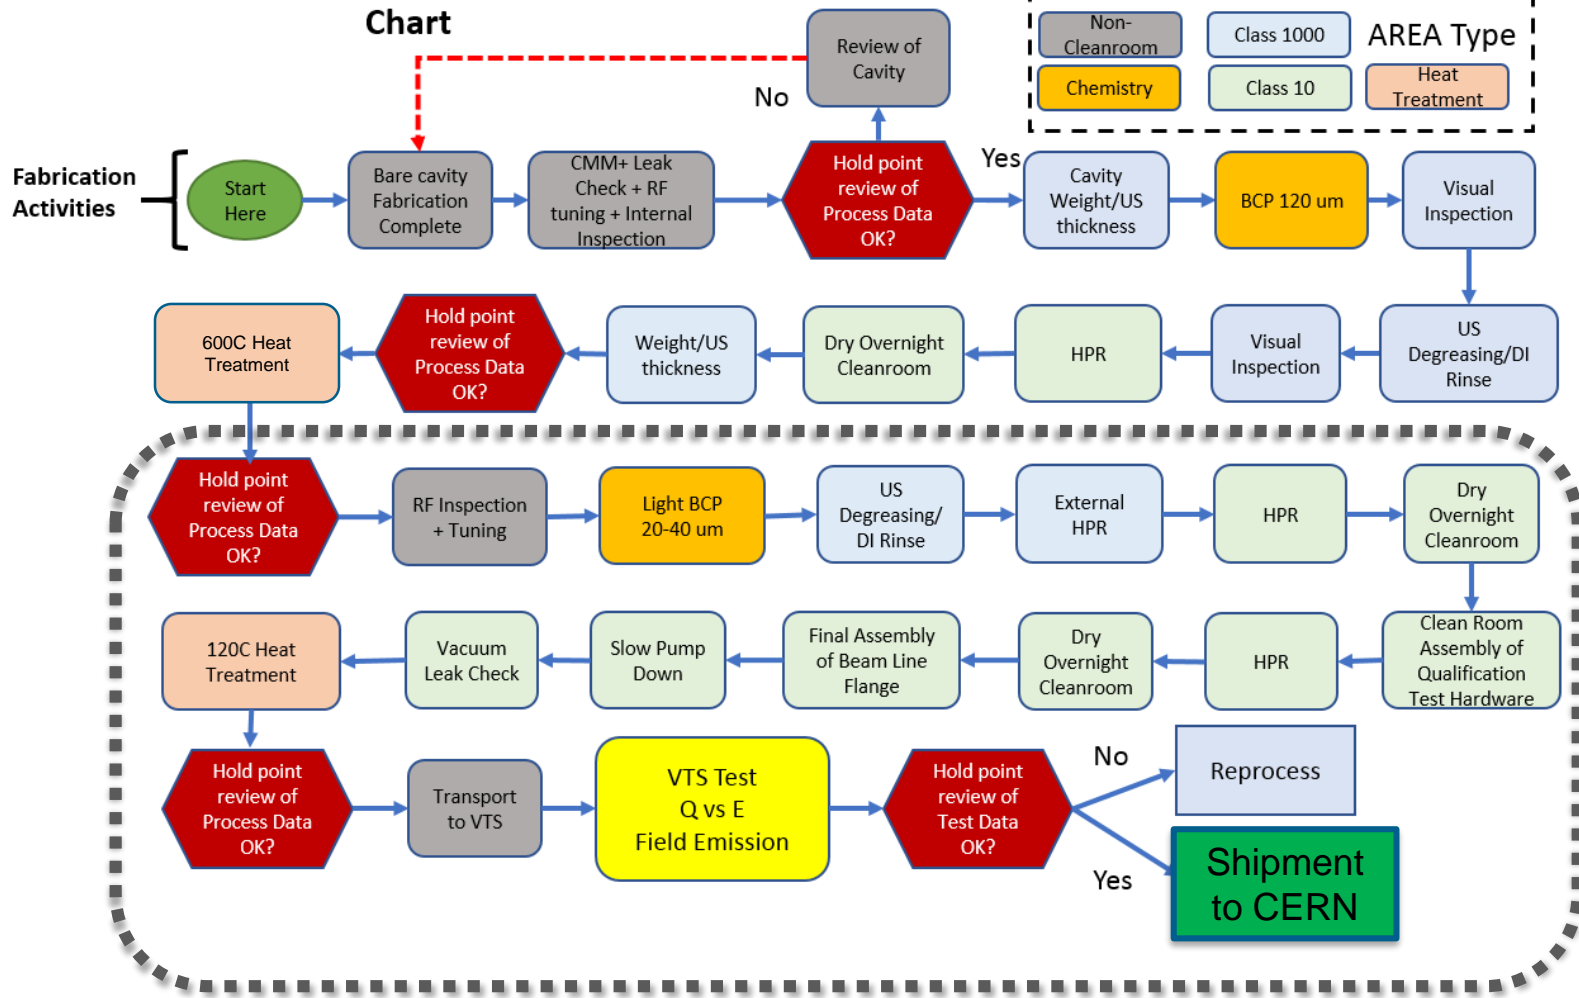 Chart
Non-
Cleanroom
Class 1000
AREA Type
Chemistry
Class 10
Heat
Treatment
Review of
Cavity
No
Fabrication
Activities
Start
Here
Bare cavity
Fabrication
Complete
CMM+ Leak
Check + RF
tuning + Internal
Inspection
Hold point
review of
Process Data
OK?
Yes
Cavity
Weight/US
thickness
BCP 120 um
Visual
Inspection
US
Degreasing/DI
Rinse
Visual
Inspection
HPR
Dry Overnight
Cleanroom
Weight/US
thickness
Hold point
review of
Process Data
OK?
600C Heat
Treatment
Hold point
review of
Process Data
OK?
RF Inspection
+ Tuning
Light BCP
20-40 um
US
Degreasing/
DI Rinse
External
HPR
HPR
Dry
Overnight
Cleanroom
Clean Room
Assembly of
Qualification
Test Hardware
HPR
Dry
Overnight
Cleanroom
Final Assembly
of Beam Line
Flange
Slow Pump
Down
Vacuum
Leak Check
120C Heat
Treatment
Hold point
review of
Process Data
OK?
Transport
to VTS
VTS Test
Q vs E
Field Emission
Hold point
review of
Test Data
OK?
No
Reprocess
Yes
Shipment
to CERN